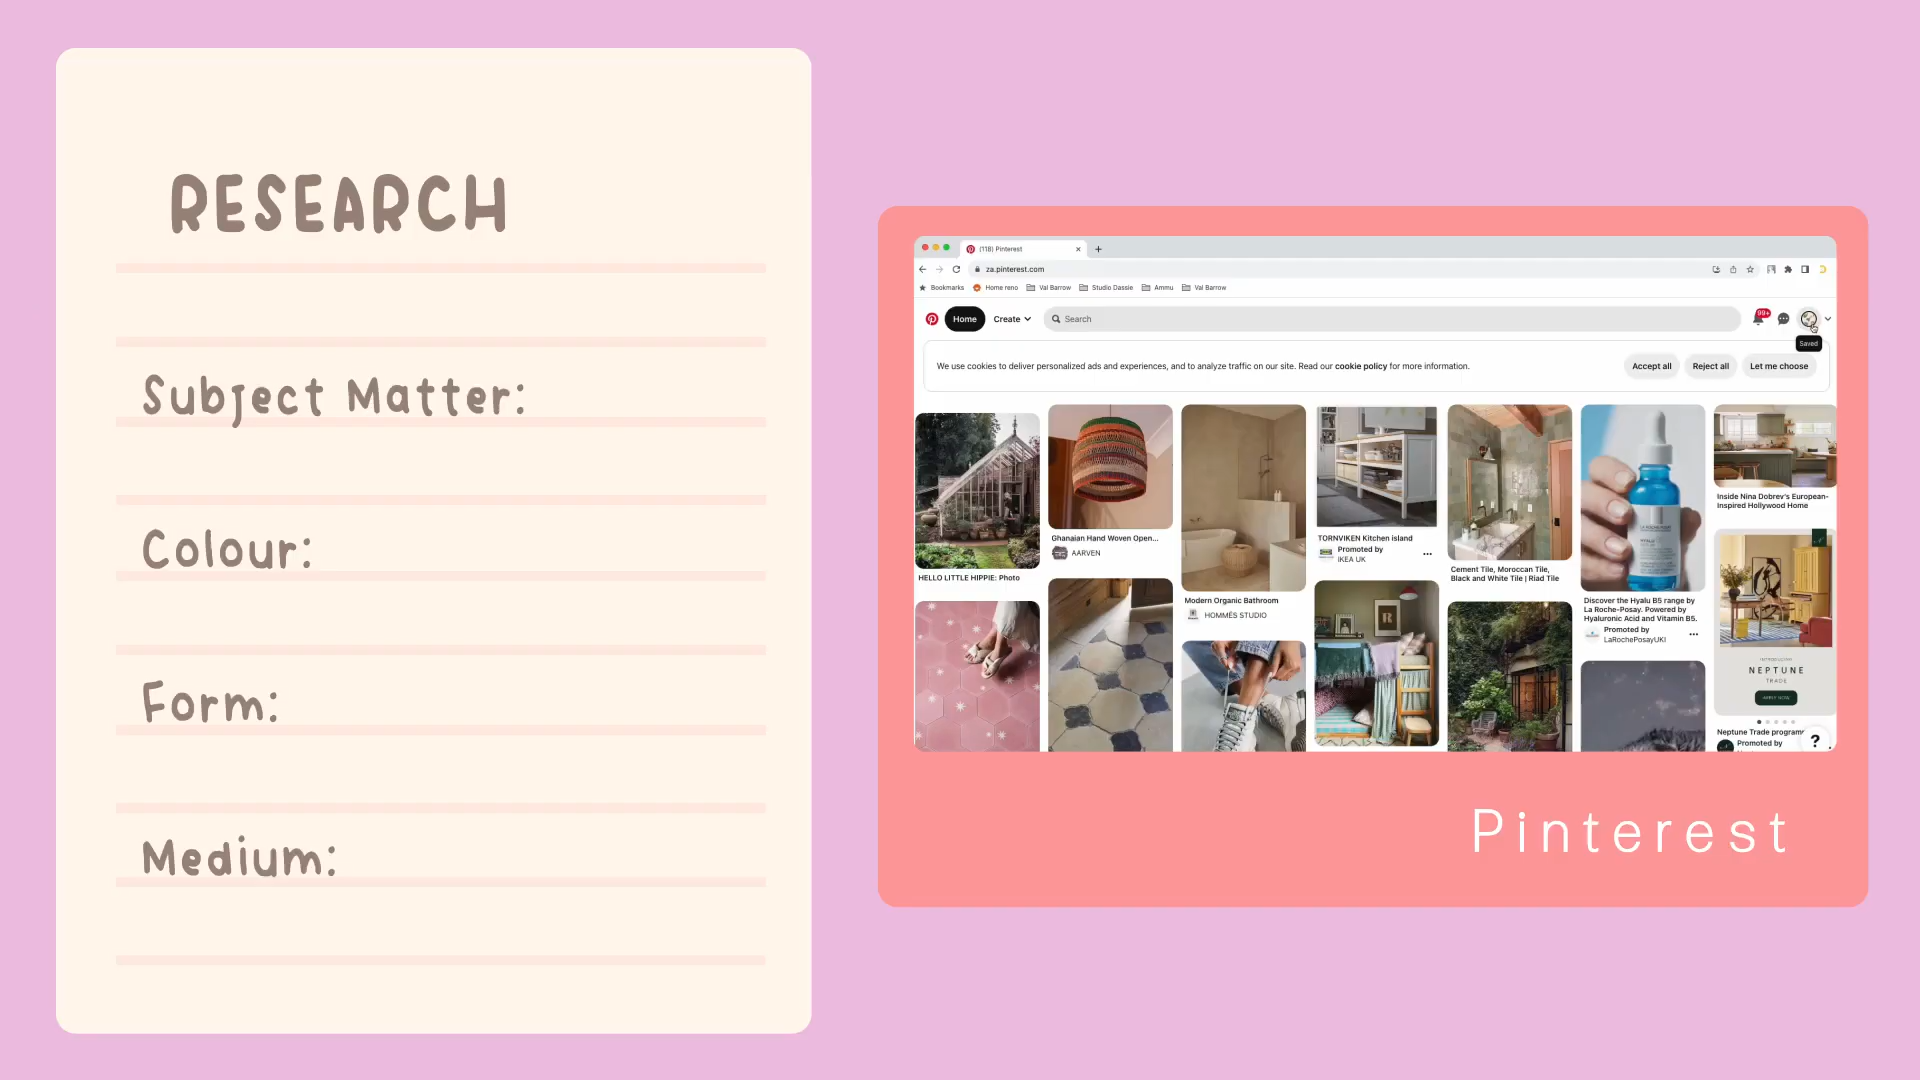 RESEARCH
Subject Matter:
Colour:
Form:
Medium:
(118) Pinterest
za.pinterest.com
Bookmarks
Home reno
Val Barrow
Studio Dassie
Ammu
Val Barrow
Home
Create
Search
99+
Saved
We use cookies to deliver personalized ads and experiences, and to analyze traffic on our site. Read our cookie policy for more information.
Accept all
Reject all
Let me choose
HELLO LITTLE HIPPIE: Photo
Ghanaian Hand Woven Open...
AARVEN
Modern Organic Bathroom
HOMMÉS STUDIO
TORNVIKEN Kitchen island
Promoted by
IKEA UK
Cement Tile, Moroccan Tile,
Black and White Tile | Riad Tile
Discover the Hyalu B5 range by
La Roche-Posay. Powered by
Hyaluronic Acid and Vitamin B5.
Promoted by
LaRochePosayUKI
Inside Nina Dobrev's European-
Inspired Hollywood Home
NEPTUNE
TRADE
APPLY NOW
Neptune Trade program
Promoted by
?
Pinterest